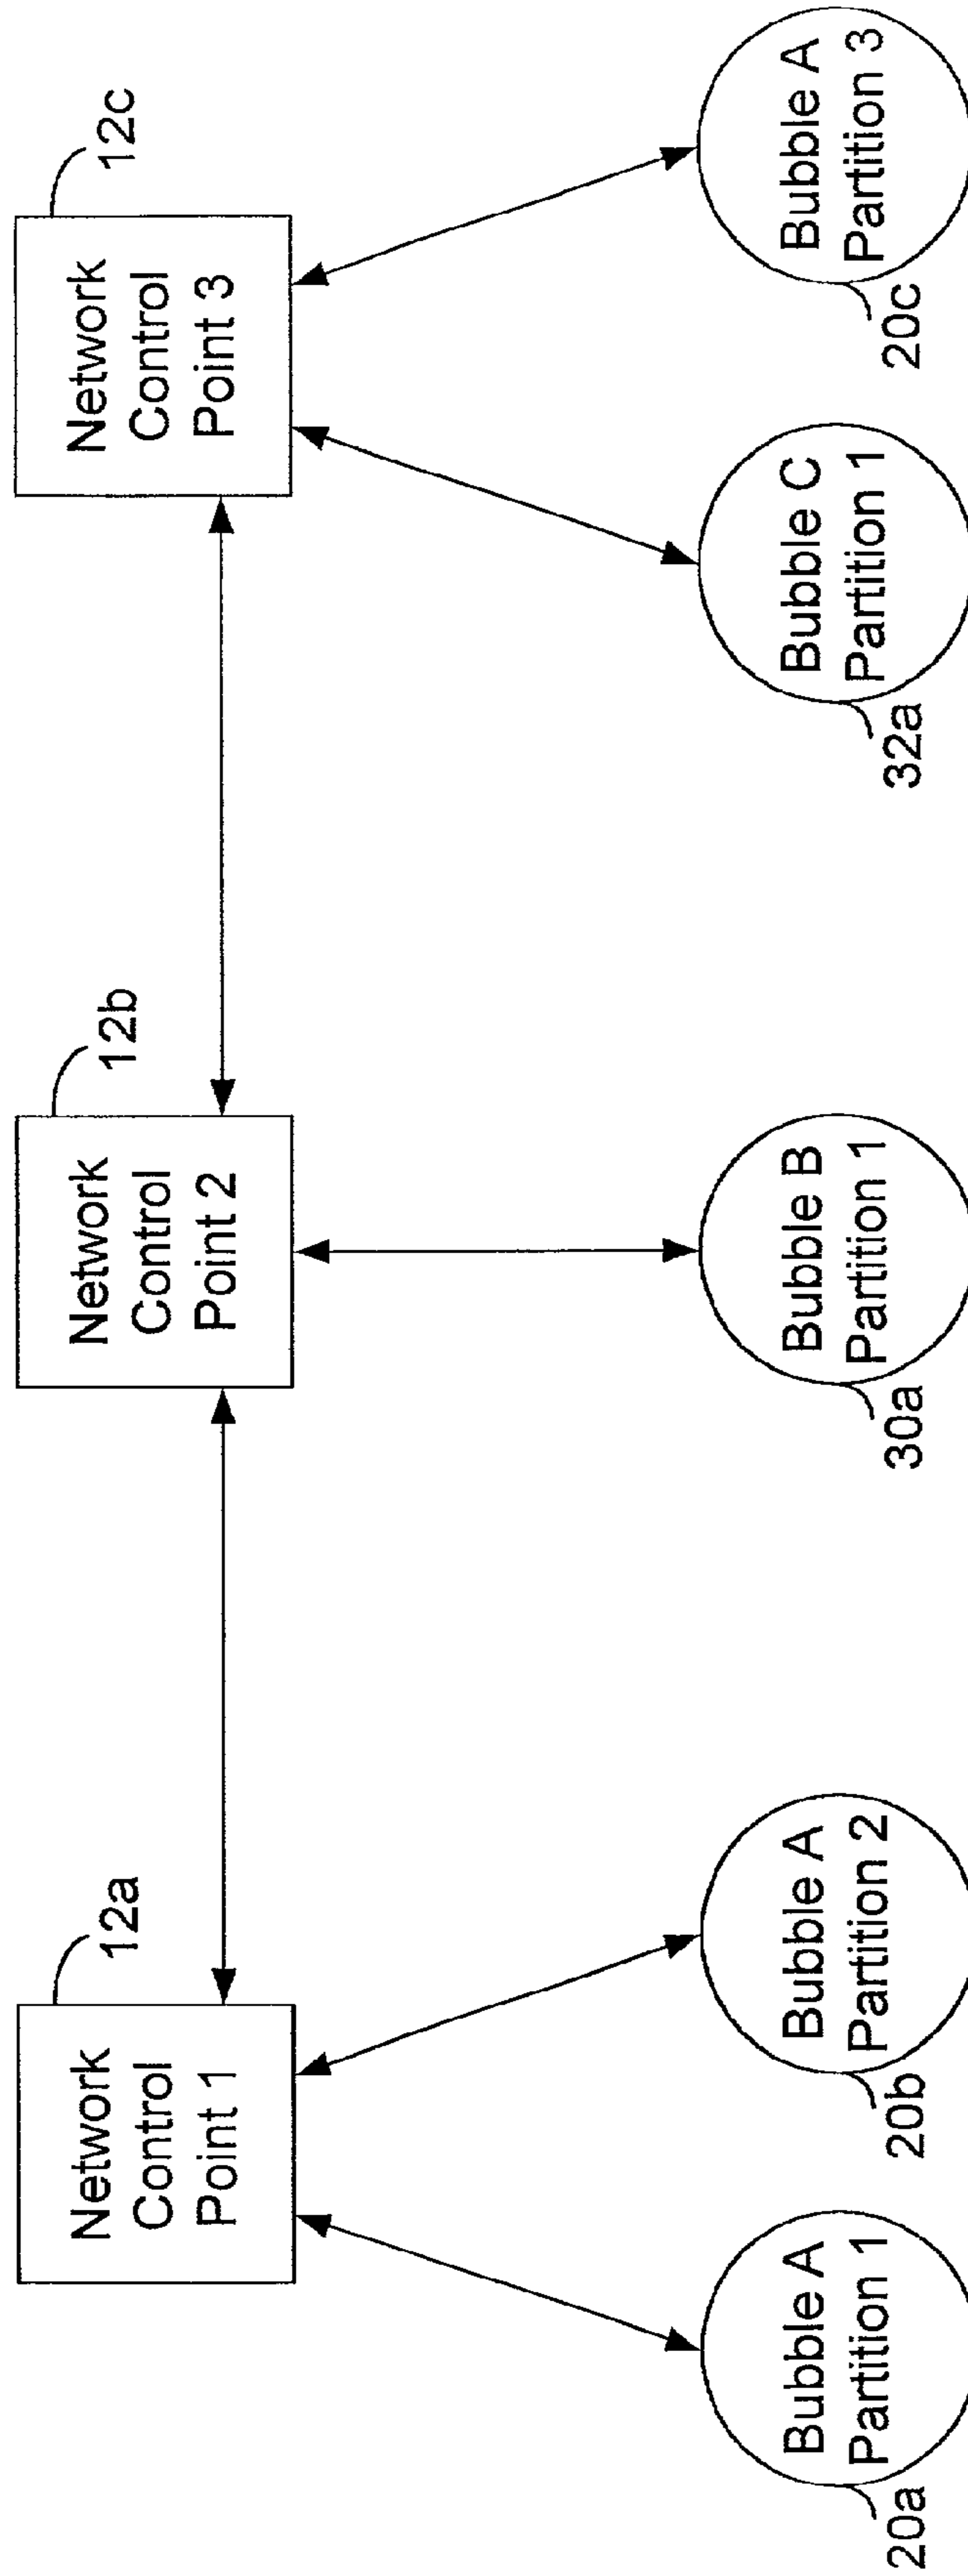 12a
12b
12c
Network
Control
Point 1
Network
Control
Point 2
Network
Control
Point 3
Bubble A
Partition 1
Bubble A
Partition 2
Bubble B
Partition 1
Bubble C
Partition 1
Bubble A
Partition 3
20a
20b
30a
32a
20c